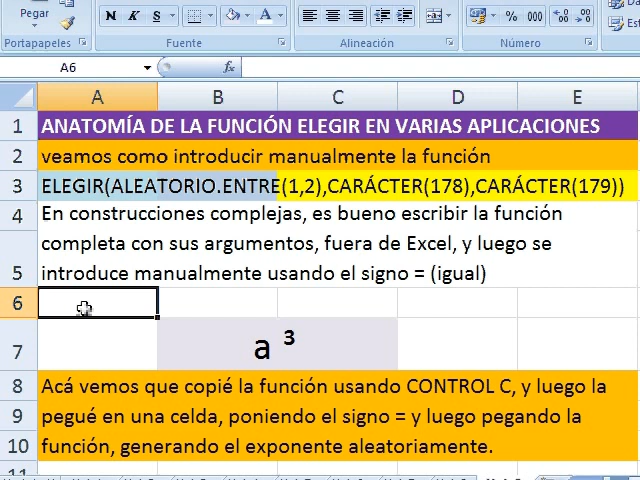 Pegar
N K S
A
% 000
Portapapeles
Fuente
Alineación
Número
A6
fx
A B C D E
1 ANATOMÍA DE LA FUNCIÓN ELEGIR EN VARIAS APLICACIONES
2 veamos como introducir manualmente la función
3 ELEGIR(ALEATORIO.ENTRE(1,2),CARÁCTER(178),CARÁCTER(179))
4 En construcciones complejas, es bueno escribir la función
completa con sus argumentos, fuera de Excel, y luego se
5 introduce manualmente usando el signo = (igual)
6
7 a ³
8 Acá vemos que copié la función usando CONTROL C, y luego la
9 pegué en una celda, poniendo el signo = y luego pegando la
10 función, generando el exponente aleatoriamente.
11